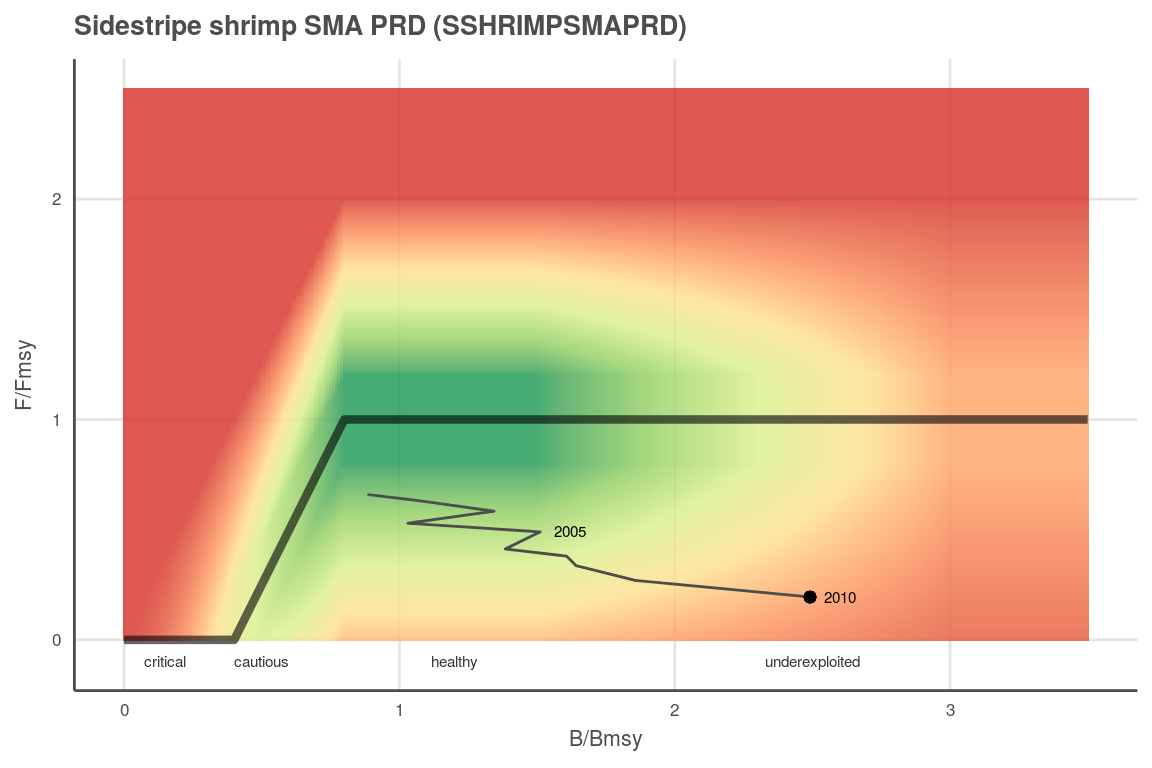 Sidestripe shrimp SMA PRD (SSHRIMPSMAPRD)
F/Fmsy
2
1
0
2005
2010
critical cautious healthy underexploited
0 1 2 3
B/Bmsy